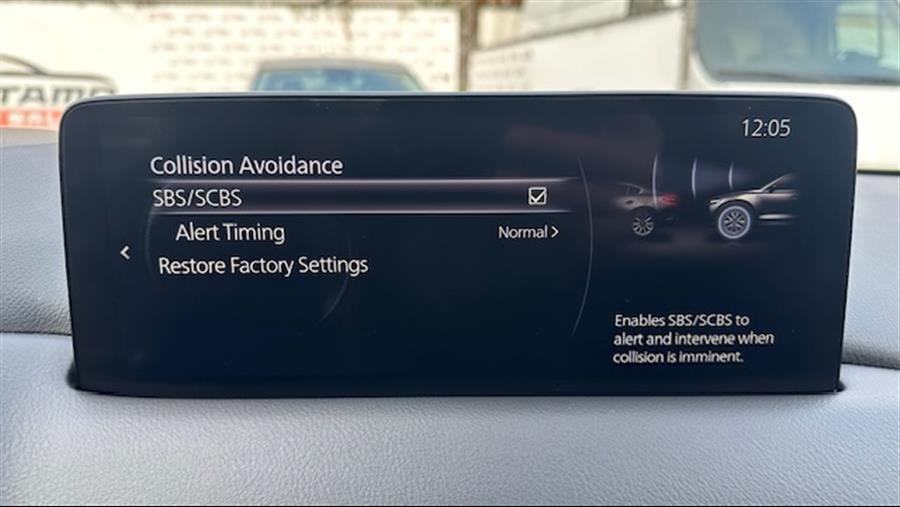 TAMO
12:05
Collision Avoidance
SBS/SCBS
Alert Timing Normal >
Restore Factory Settings
Enables SBS/SCBS to
alert and intervene when
collision is imminent.